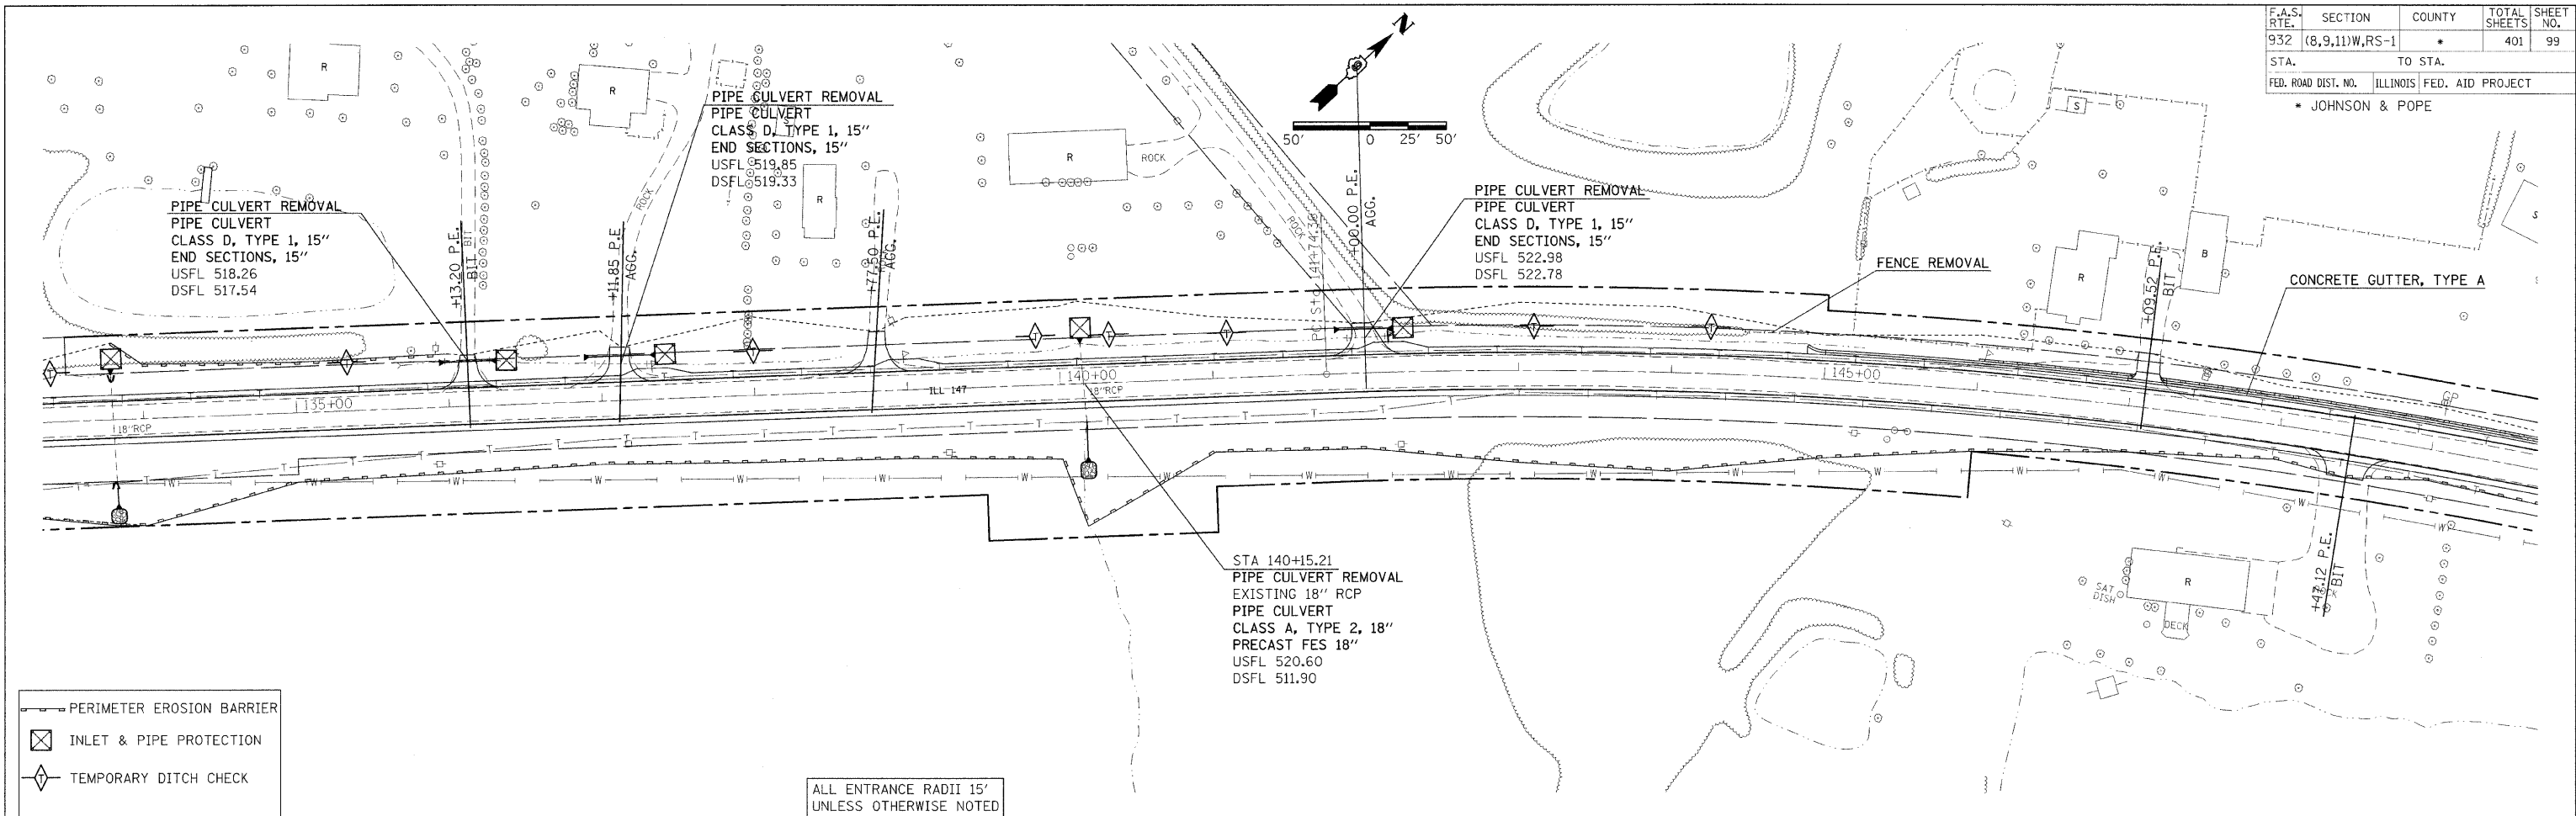 F.A.S. RTE. SECTION COUNTY TOTAL SHEETS SHEET NO.
932 (8,9,11)W,RS-1 * 401 99
STA. TO STA.
FED. ROAD DIST. NO. ILLINOIS FED. AID PROJECT
* JOHNSON & POPE
N
50' 0 25' 50'
R
R
S
R
R
ROCK
ROCK
ROCK
S
R
B
S
PIPE CULVERT REMOVAL
PIPE CULVERT
CLASS D, TYPE 1, 15"
END SECTIONS, 15"
USFL 518.26
DSFL 517.54
PIPE CULVERT REMOVAL
PIPE CULVERT
CLASS D, TYPE 1, 15"
END SECTIONS, 15"
USFL 519.85
DSFL 519.33
PIPE CULVERT REMOVAL
PIPE CULVERT
CLASS D, TYPE 1, 15"
END SECTIONS, 15"
USFL 522.98
DSFL 522.78
FENCE REMOVAL
CONCRETE GUTTER, TYPE A
+13.20 P.E.
BIT
BIT
+11.85 P.E
AGG.
+77.50 P.E.
AGG.
+00.00 P.E.
AGG.
+09.52 P.E.
BIT
GP
135+00
140+00
145+00
18"RCP
ILL 147
18"RCP
STA 140+15.21
PIPE CULVERT REMOVAL
EXISTING 18" RCP
PIPE CULVERT
CLASS A, TYPE 2, 18"
PRECAST FES 18"
USFL 520.60
DSFL 511.90
+47.12 P.E.
BIT
SAT
DISH
R
DECK
PERIMETER EROSION BARRIER
INLET & PIPE PROTECTION
T TEMPORARY DITCH CHECK
ALL ENTRANCE RADII 15'
UNLESS OTHERWISE NOTED